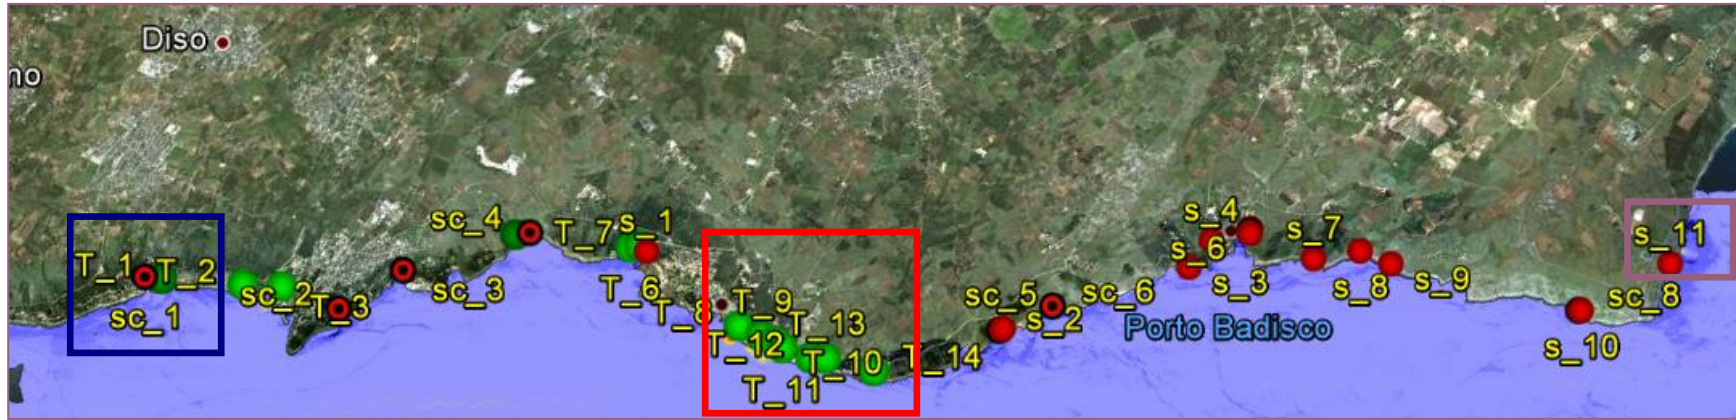 Diso
no
sc_4
T_7
s_1
s_4
s_7
s_11
T_1
T_2
s_6
sc_2
sc_3
T_6
s_3
s_8
s_9
T_3
sc_1
T_8
T_9
sc_5
sc_6
sc_8
T_13
s_2
Porto Badisco
T_12
T_10
T_14
s_10
T_11